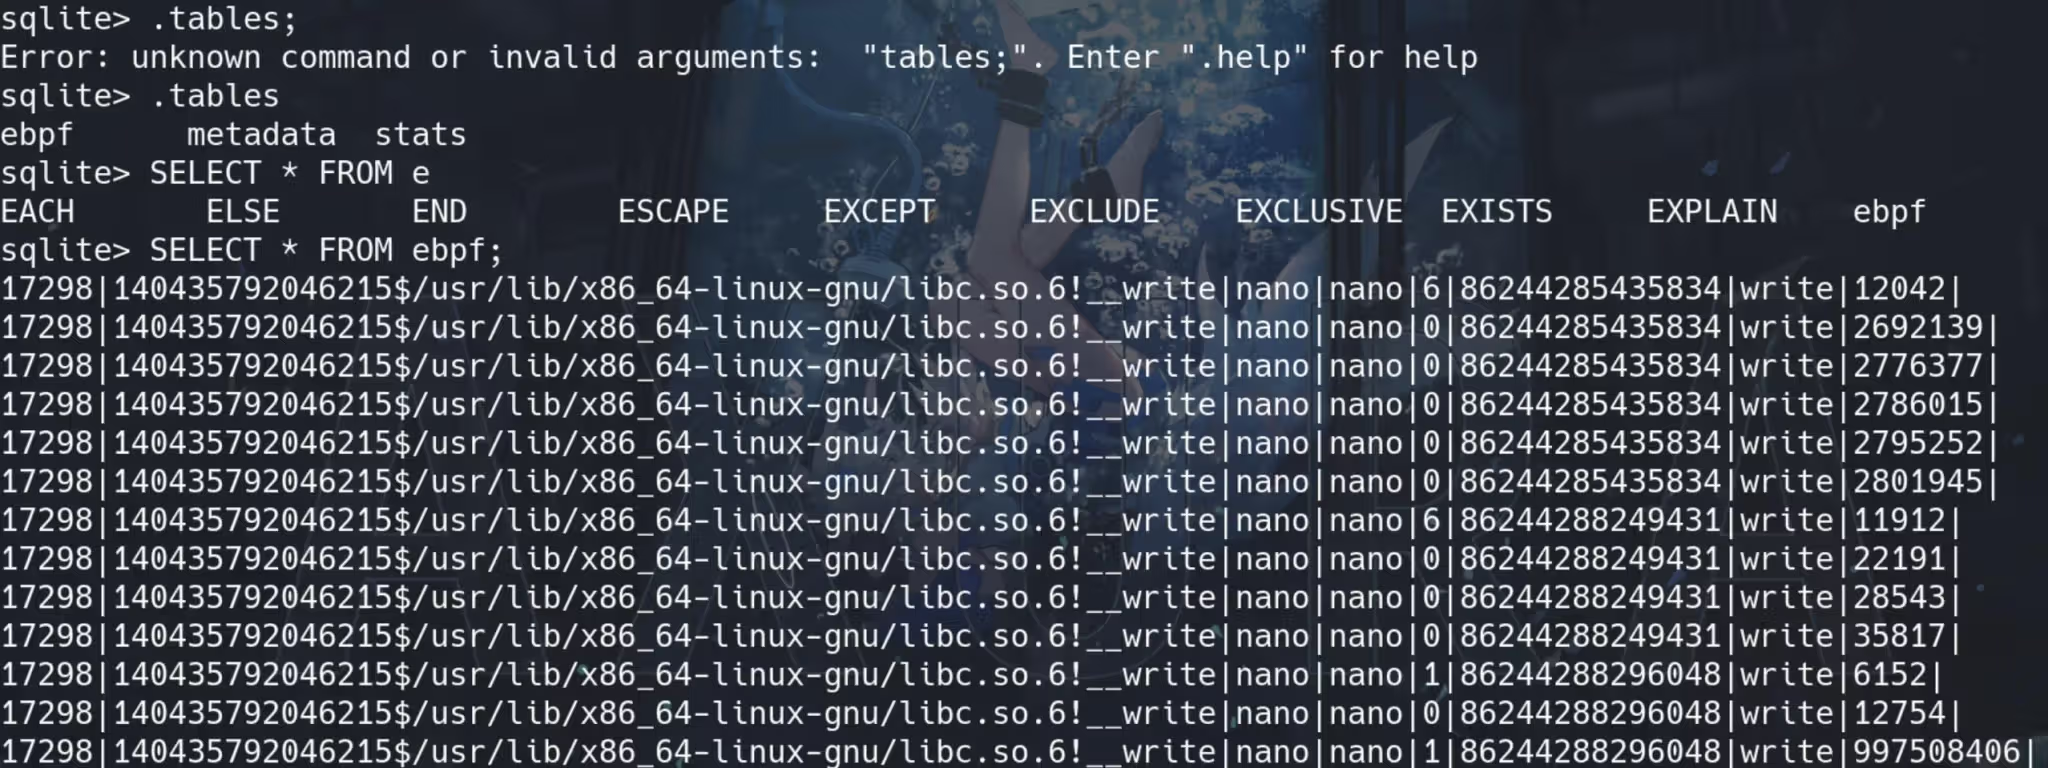 sqlite> .tables;
Error: unknown command or invalid arguments:  "tables;". Enter ".help" for help
sqlite> .tables
ebpf      metadata  stats
sqlite> SELECT * FROM e
EACH       ELSE       END        ESCAPE     EXCEPT     EXCLUDE    EXCLUSIVE  EXISTS     EXPLAIN    ebpf
sqlite> SELECT * FROM ebpf;
17298|140435792046215$/usr/lib/x86_64-linux-gnu/libc.so.6!__write|nano|nano|6|86244285435834|write|12042|
17298|140435792046215$/usr/lib/x86_64-linux-gnu/libc.so.6!__write|nano|nano|0|86244285435834|write|2692139|
17298|140435792046215$/usr/lib/x86_64-linux-gnu/libc.so.6!__write|nano|nano|0|86244285435834|write|2776377|
17298|140435792046215$/usr/lib/x86_64-linux-gnu/libc.so.6!__write|nano|nano|0|86244285435834|write|2786015|
17298|140435792046215$/usr/lib/x86_64-linux-gnu/libc.so.6!__write|nano|nano|0|86244285435834|write|2795252|
17298|140435792046215$/usr/lib/x86_64-linux-gnu/libc.so.6!__write|nano|nano|0|86244285435834|write|2801945|
17298|140435792046215$/usr/lib/x86_64-linux-gnu/libc.so.6!__write|nano|nano|6|86244288249431|write|11912|
17298|140435792046215$/usr/lib/x86_64-linux-gnu/libc.so.6!__write|nano|nano|0|86244288249431|write|22191|
17298|140435792046215$/usr/lib/x86_64-linux-gnu/libc.so.6!__write|nano|nano|0|86244288249431|write|28543|
17298|140435792046215$/usr/lib/x86_64-linux-gnu/libc.so.6!__write|nano|nano|0|86244288249431|write|35817|
17298|140435792046215$/usr/lib/x86_64-linux-gnu/libc.so.6!__write|nano|nano|1|86244288296048|write|6152|
17298|140435792046215$/usr/lib/x86_64-linux-gnu/libc.so.6!__write|nano|nano|0|86244288296048|write|12754|
17298|140435792046215$/usr/lib/x86_64-linux-gnu/libc.so.6!__write|nano|nano|1|86244288296048|write|997508406|